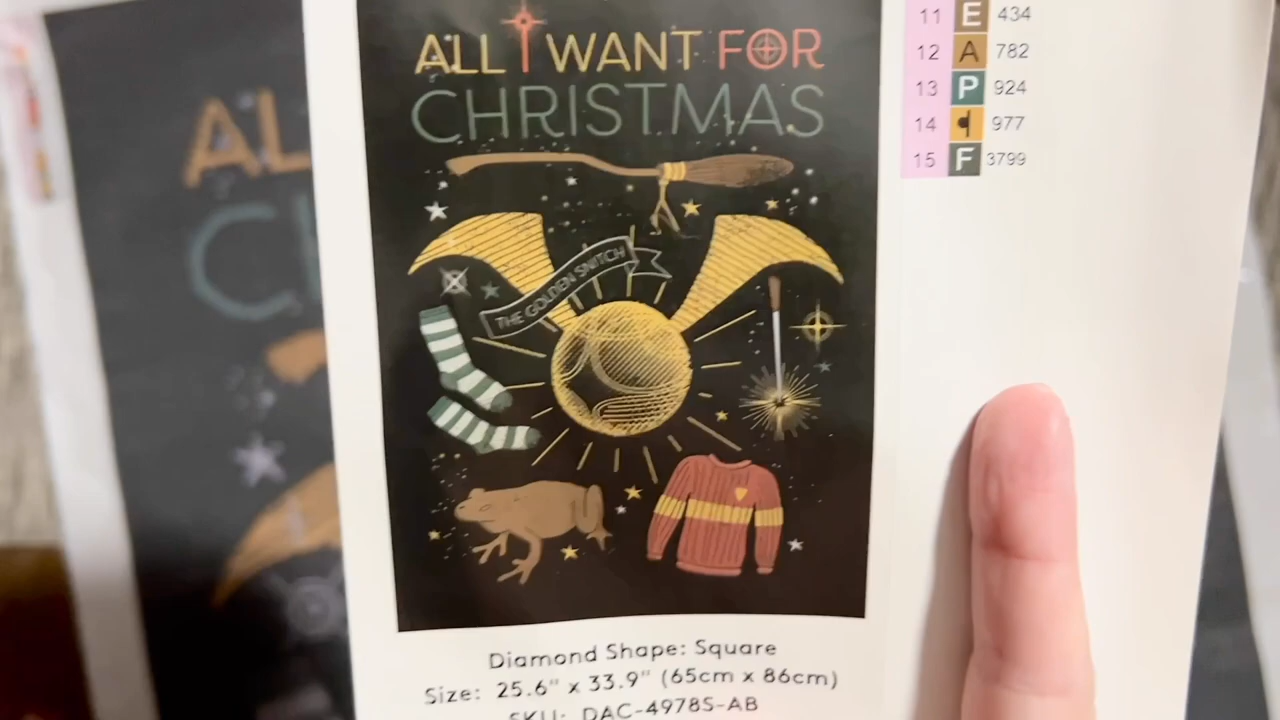 ALL I WANT FOR
CHRISTMAS
THE GOLDEN SNITCH
Diamond Shape: Square
Size: 25.6" x 33.9" (65cm x 86cm)
SKU: DAC-4978S-AB
11 E 434
12 A 782
13 P 924
14 977
15 F 3799
AL
C